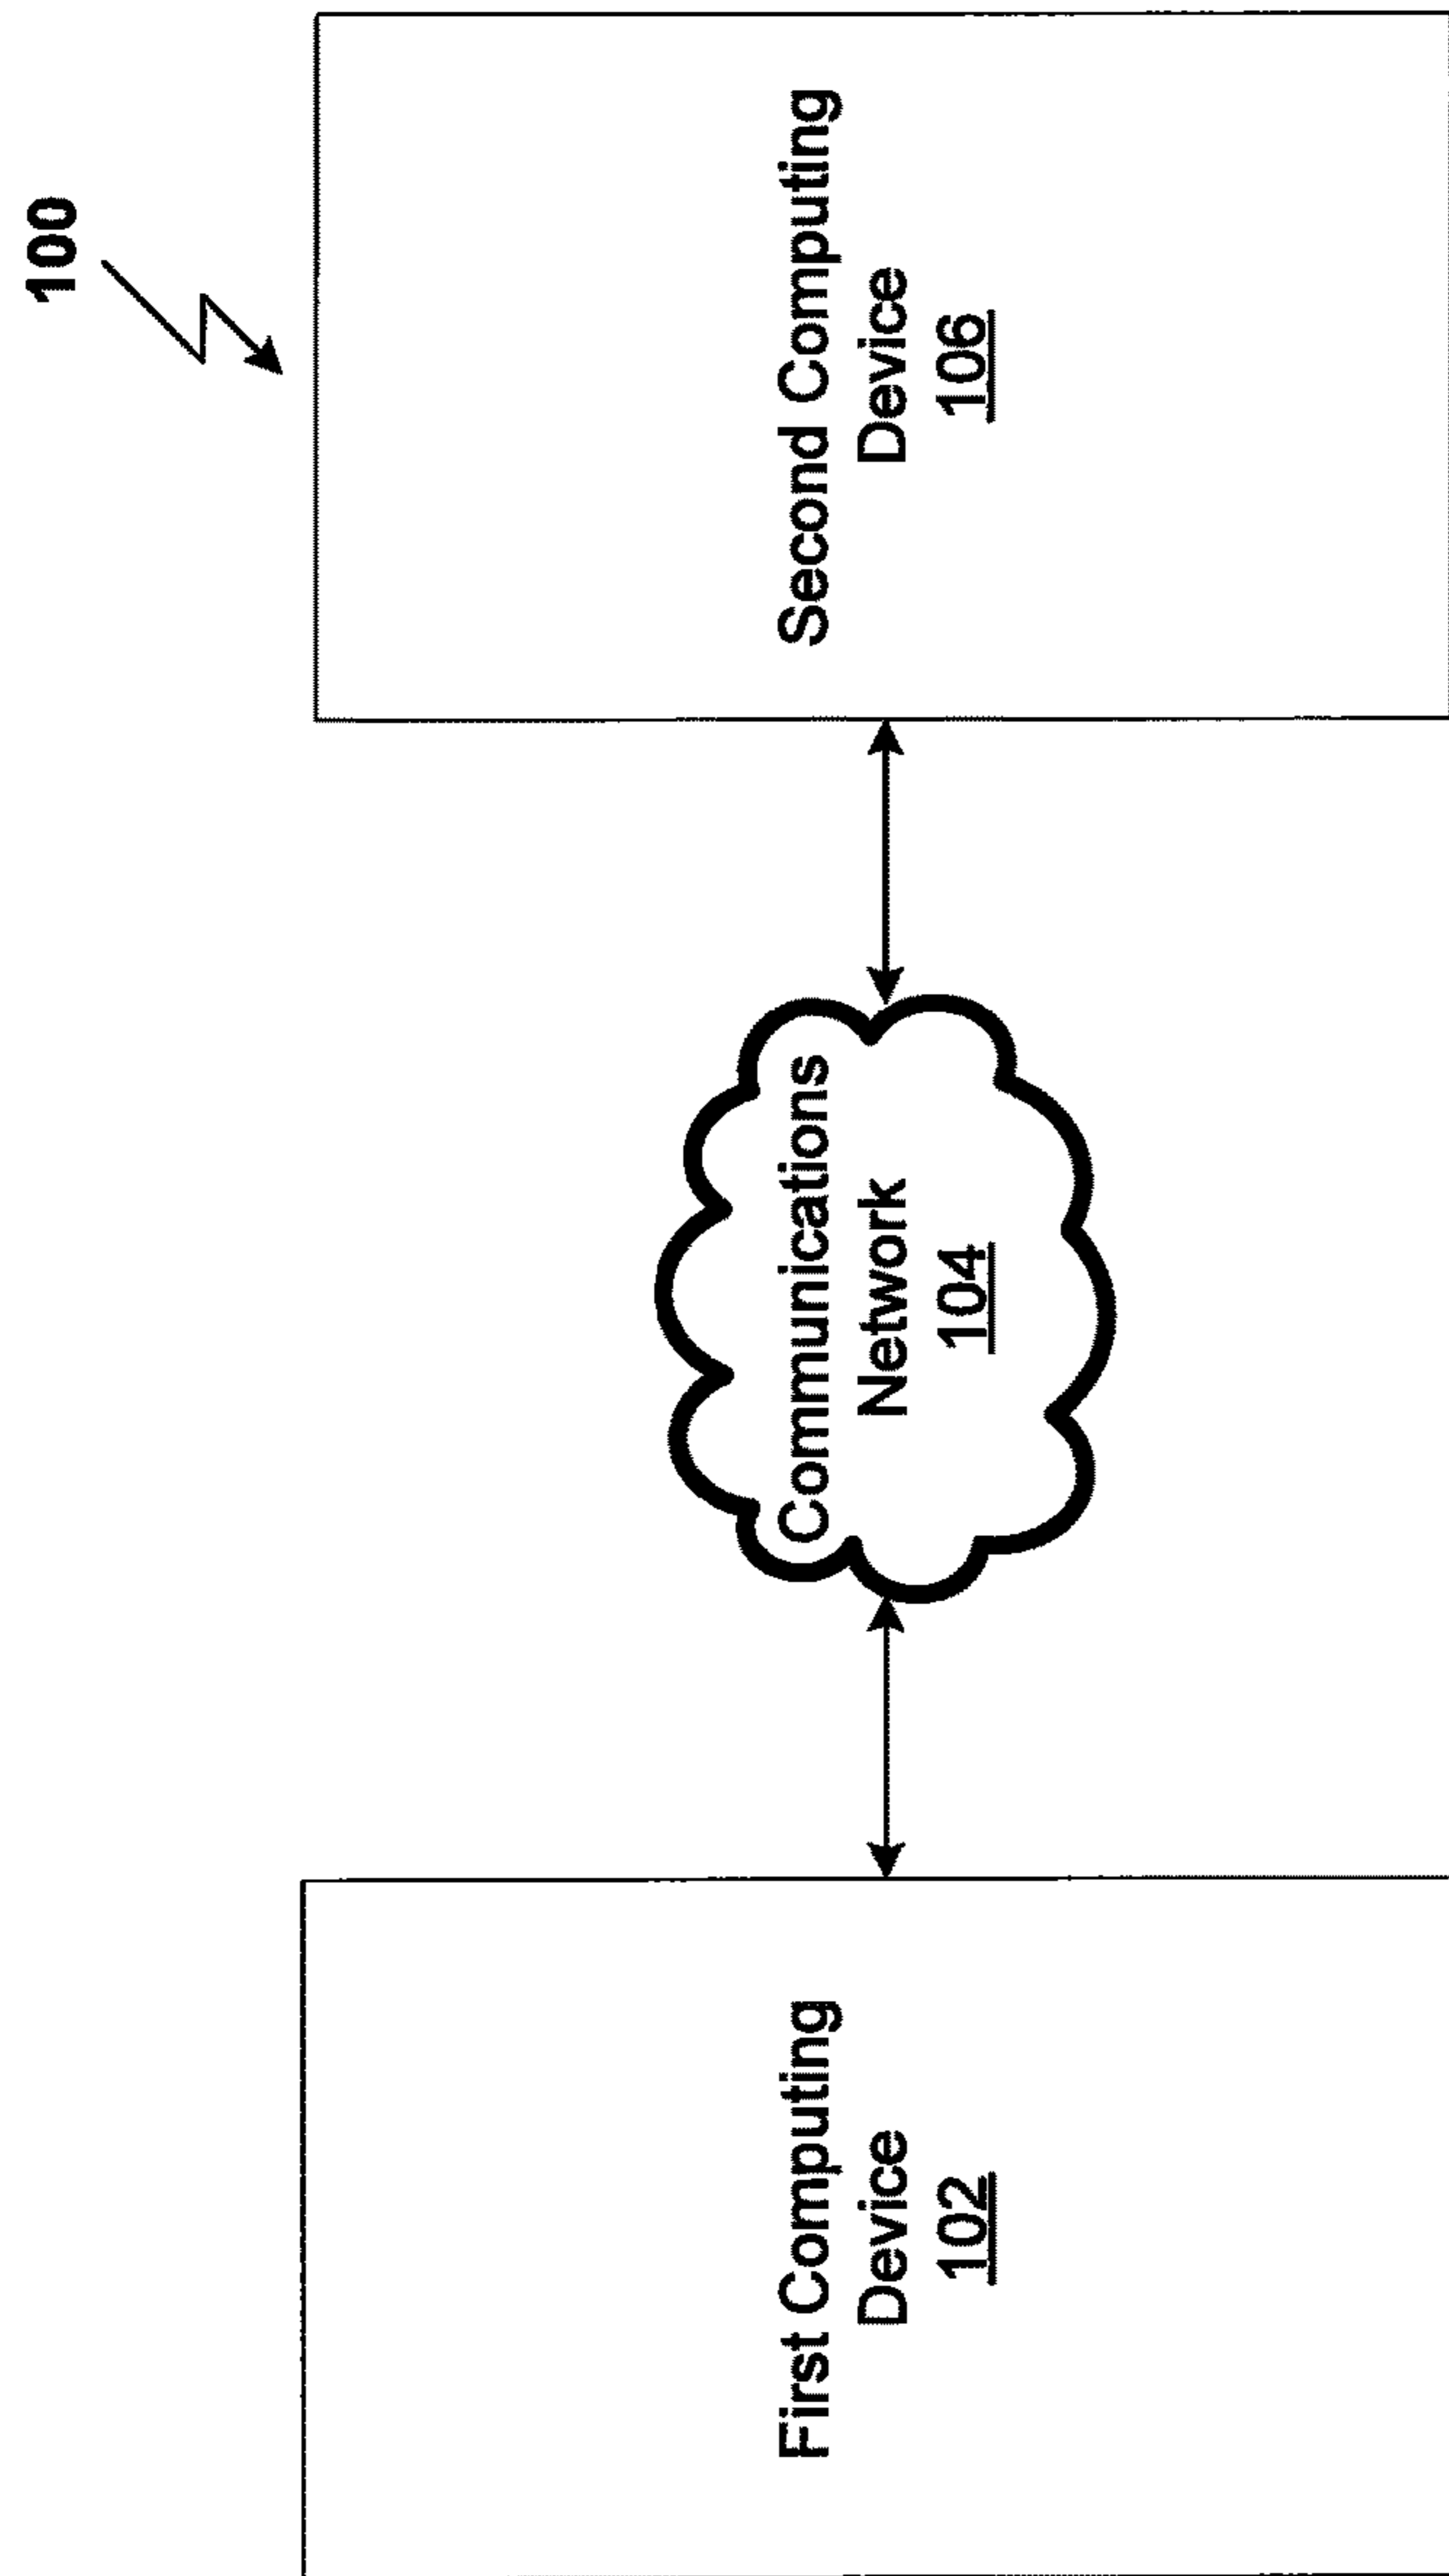 100
First Computing
Device
102
Communications
Network
104
Second Computing
Device
106